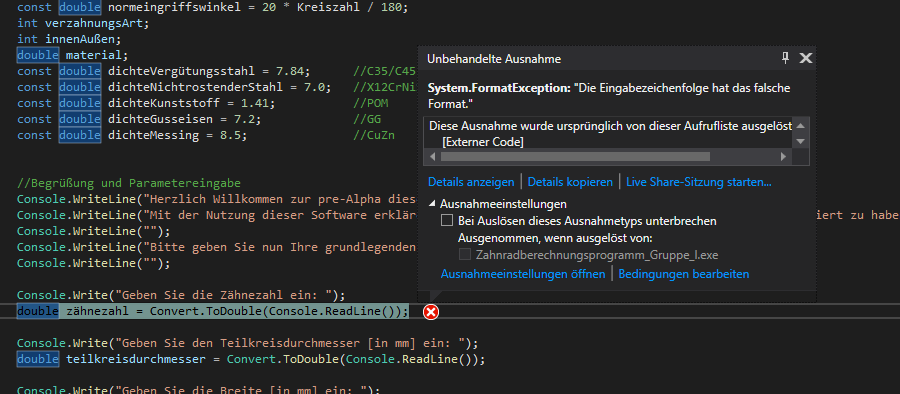 const double normeingriffswinkel = 20 * Kreiszahl / 180;
int verzahnungsArt;
int innenAußen;
double material;
const double dichteVergütungsstahl = 7.84; //C35/C45
const double dichteNichtrostenderStahl = 7.0; //X12CrNi
const double dichteKunststoff = 1.41; //POM
const double dichteGusseisen = 7.2; //GG
const double dichteMessing = 8.5; //CuZn
//Begrüßung und Parametereingabe
Console.WriteLine("Herzlich Willkommen zur pre-Alpha dies
Console.WriteLine("Mit der Nutzung dieser Software erklär
iert zu habe
Console.WriteLine("");
Console.WriteLine("Bitte geben Sie nun Ihre grundlegenden
Console.WriteLine("");
Console.Write("Geben Sie die Zähnezahl ein: ");
double zähnezahl = Convert.ToDouble(Console.ReadLine());
Console.Write("Geben Sie den Teilkreisdurchmesser [in mm] ein: ");
double teilkreisdurchmesser = Convert.ToDouble(Console.ReadLine());
Console.Write("Geben Sie die Breite [in mm] ein: ");
Unbehandelte Ausnahme
System.FormatException: "Die Eingabezeichenfolge hat das falsche
Format."
Diese Ausnahme wurde ursprünglich von dieser Aufrufliste ausgelöst
[Externer Code]
Details anzeigen | Details kopieren | Live Share-Sitzung starten...
Ausnahmeeinstellungen
Bei Auslösen dieses Ausnahmetyps unterbrechen
Ausgenommen, wenn ausgelöst von:
Zahnradberechnungsprogramm_Gruppe_I.exe
Ausnahmeeinstellungen öffnen | Bedingungen bearbeiten